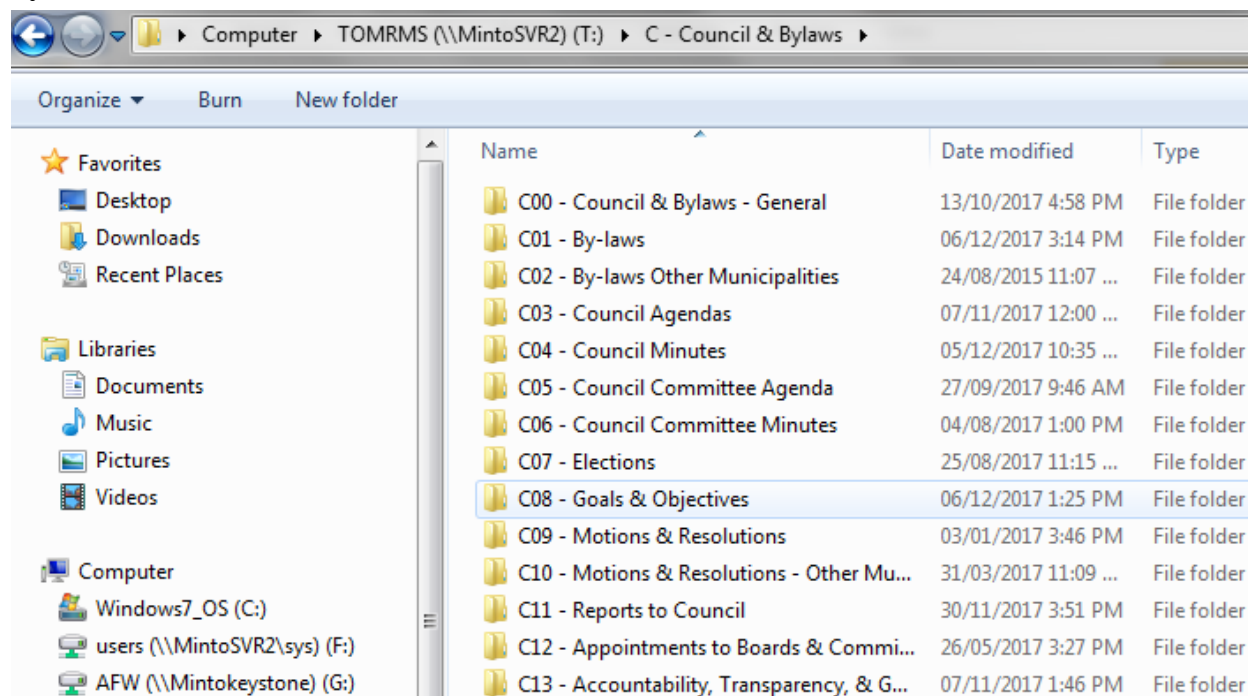 Computer ▸ TOMRMS (\\MintoSVR2) (T:) ▸ C - Council & Bylaws ▸
Organize Burn New folder
Favorites
Desktop
Downloads
Recent Places
Libraries
Documents
Music
Pictures
Videos
Computer
Windows7_OS (C:)
users (\\MintoSVR2\sys) (F:)
AFW (\\Mintokeystone) (G:)
Name Date modified Type
C00 - Council & Bylaws - General 13/10/2017 4:58 PM File folder
C01 - By-laws 06/12/2017 3:14 PM File folder
C02 - By-laws Other Municipalities 24/08/2015 11:07 ... File folder
C03 - Council Agendas 07/11/2017 12:00 ... File folder
C04 - Council Minutes 05/12/2017 10:35 ... File folder
C05 - Council Committee Agenda 27/09/2017 9:46 AM File folder
C06 - Council Committee Minutes 04/08/2017 1:00 PM File folder
C07 - Elections 25/08/2017 11:15 ... File folder
C08 - Goals & Objectives 06/12/2017 1:25 PM File folder
C09 - Motions & Resolutions 03/01/2017 3:46 PM File folder
C10 - Motions & Resolutions - Other Mu... 31/03/2017 11:09 ... File folder
C11 - Reports to Council 30/11/2017 3:51 PM File folder
C12 - Appointments to Boards & Commi... 26/05/2017 3:27 PM File folder
C13 - Accountability, Transparency, & G... 07/11/2017 1:46 PM File folder